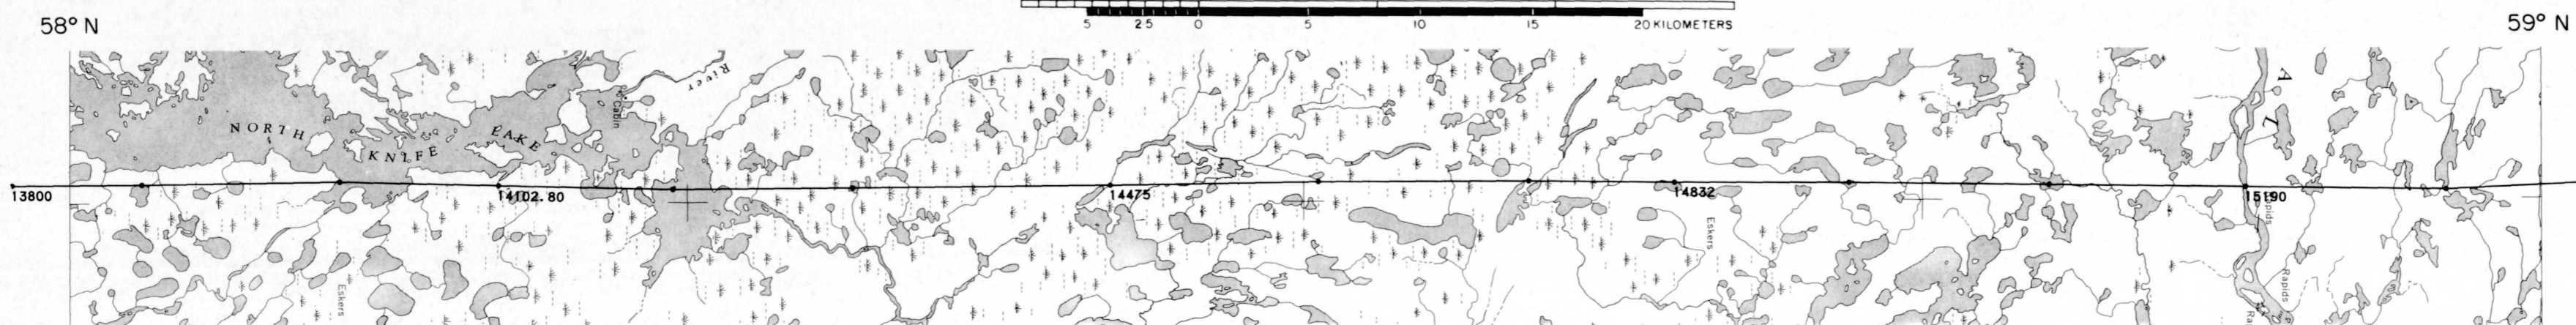 5 2.5 0 5 10 15 20 KILOMETERS
58° N
59° N
River
Cabin
NORTH
KNIFE
LAKE
A
L
13800
14102.80
14475
14832
15190
Rapids
Eskers
Eskers
Rapids